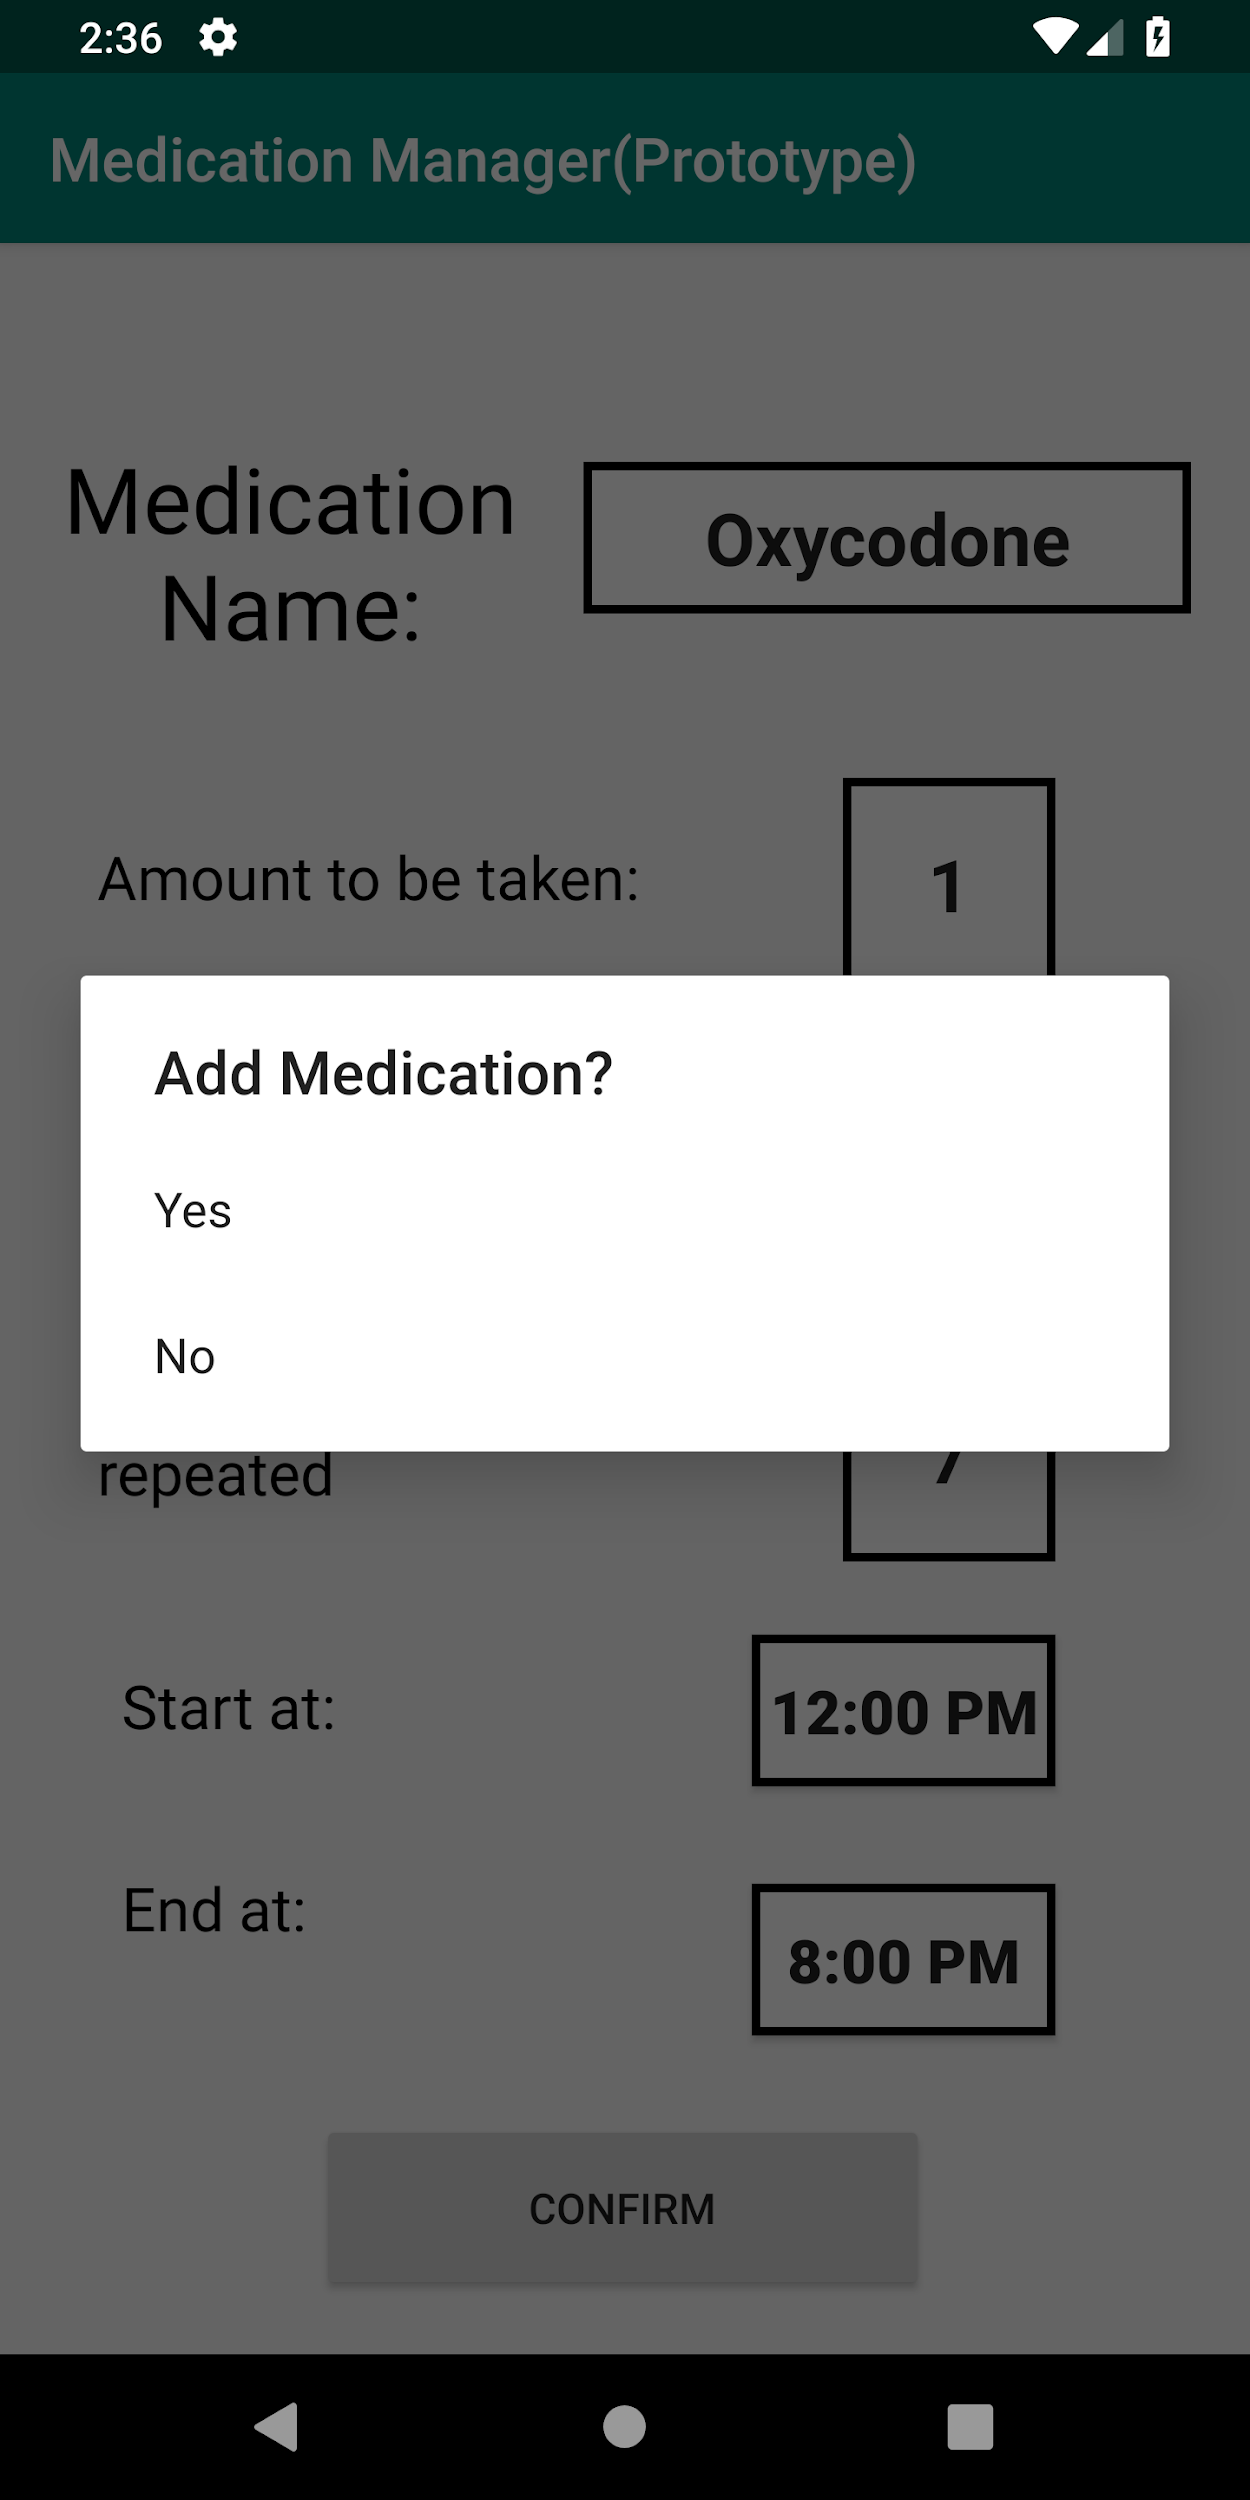 2:36
Medication Manager(Prototype)
Medication
Name:
Oxycodone
Amount to be taken:
1
Add Medication?
Yes
No
repeated
Start at:
12:00 PM
End at:
8:00 PM
CONFIRM